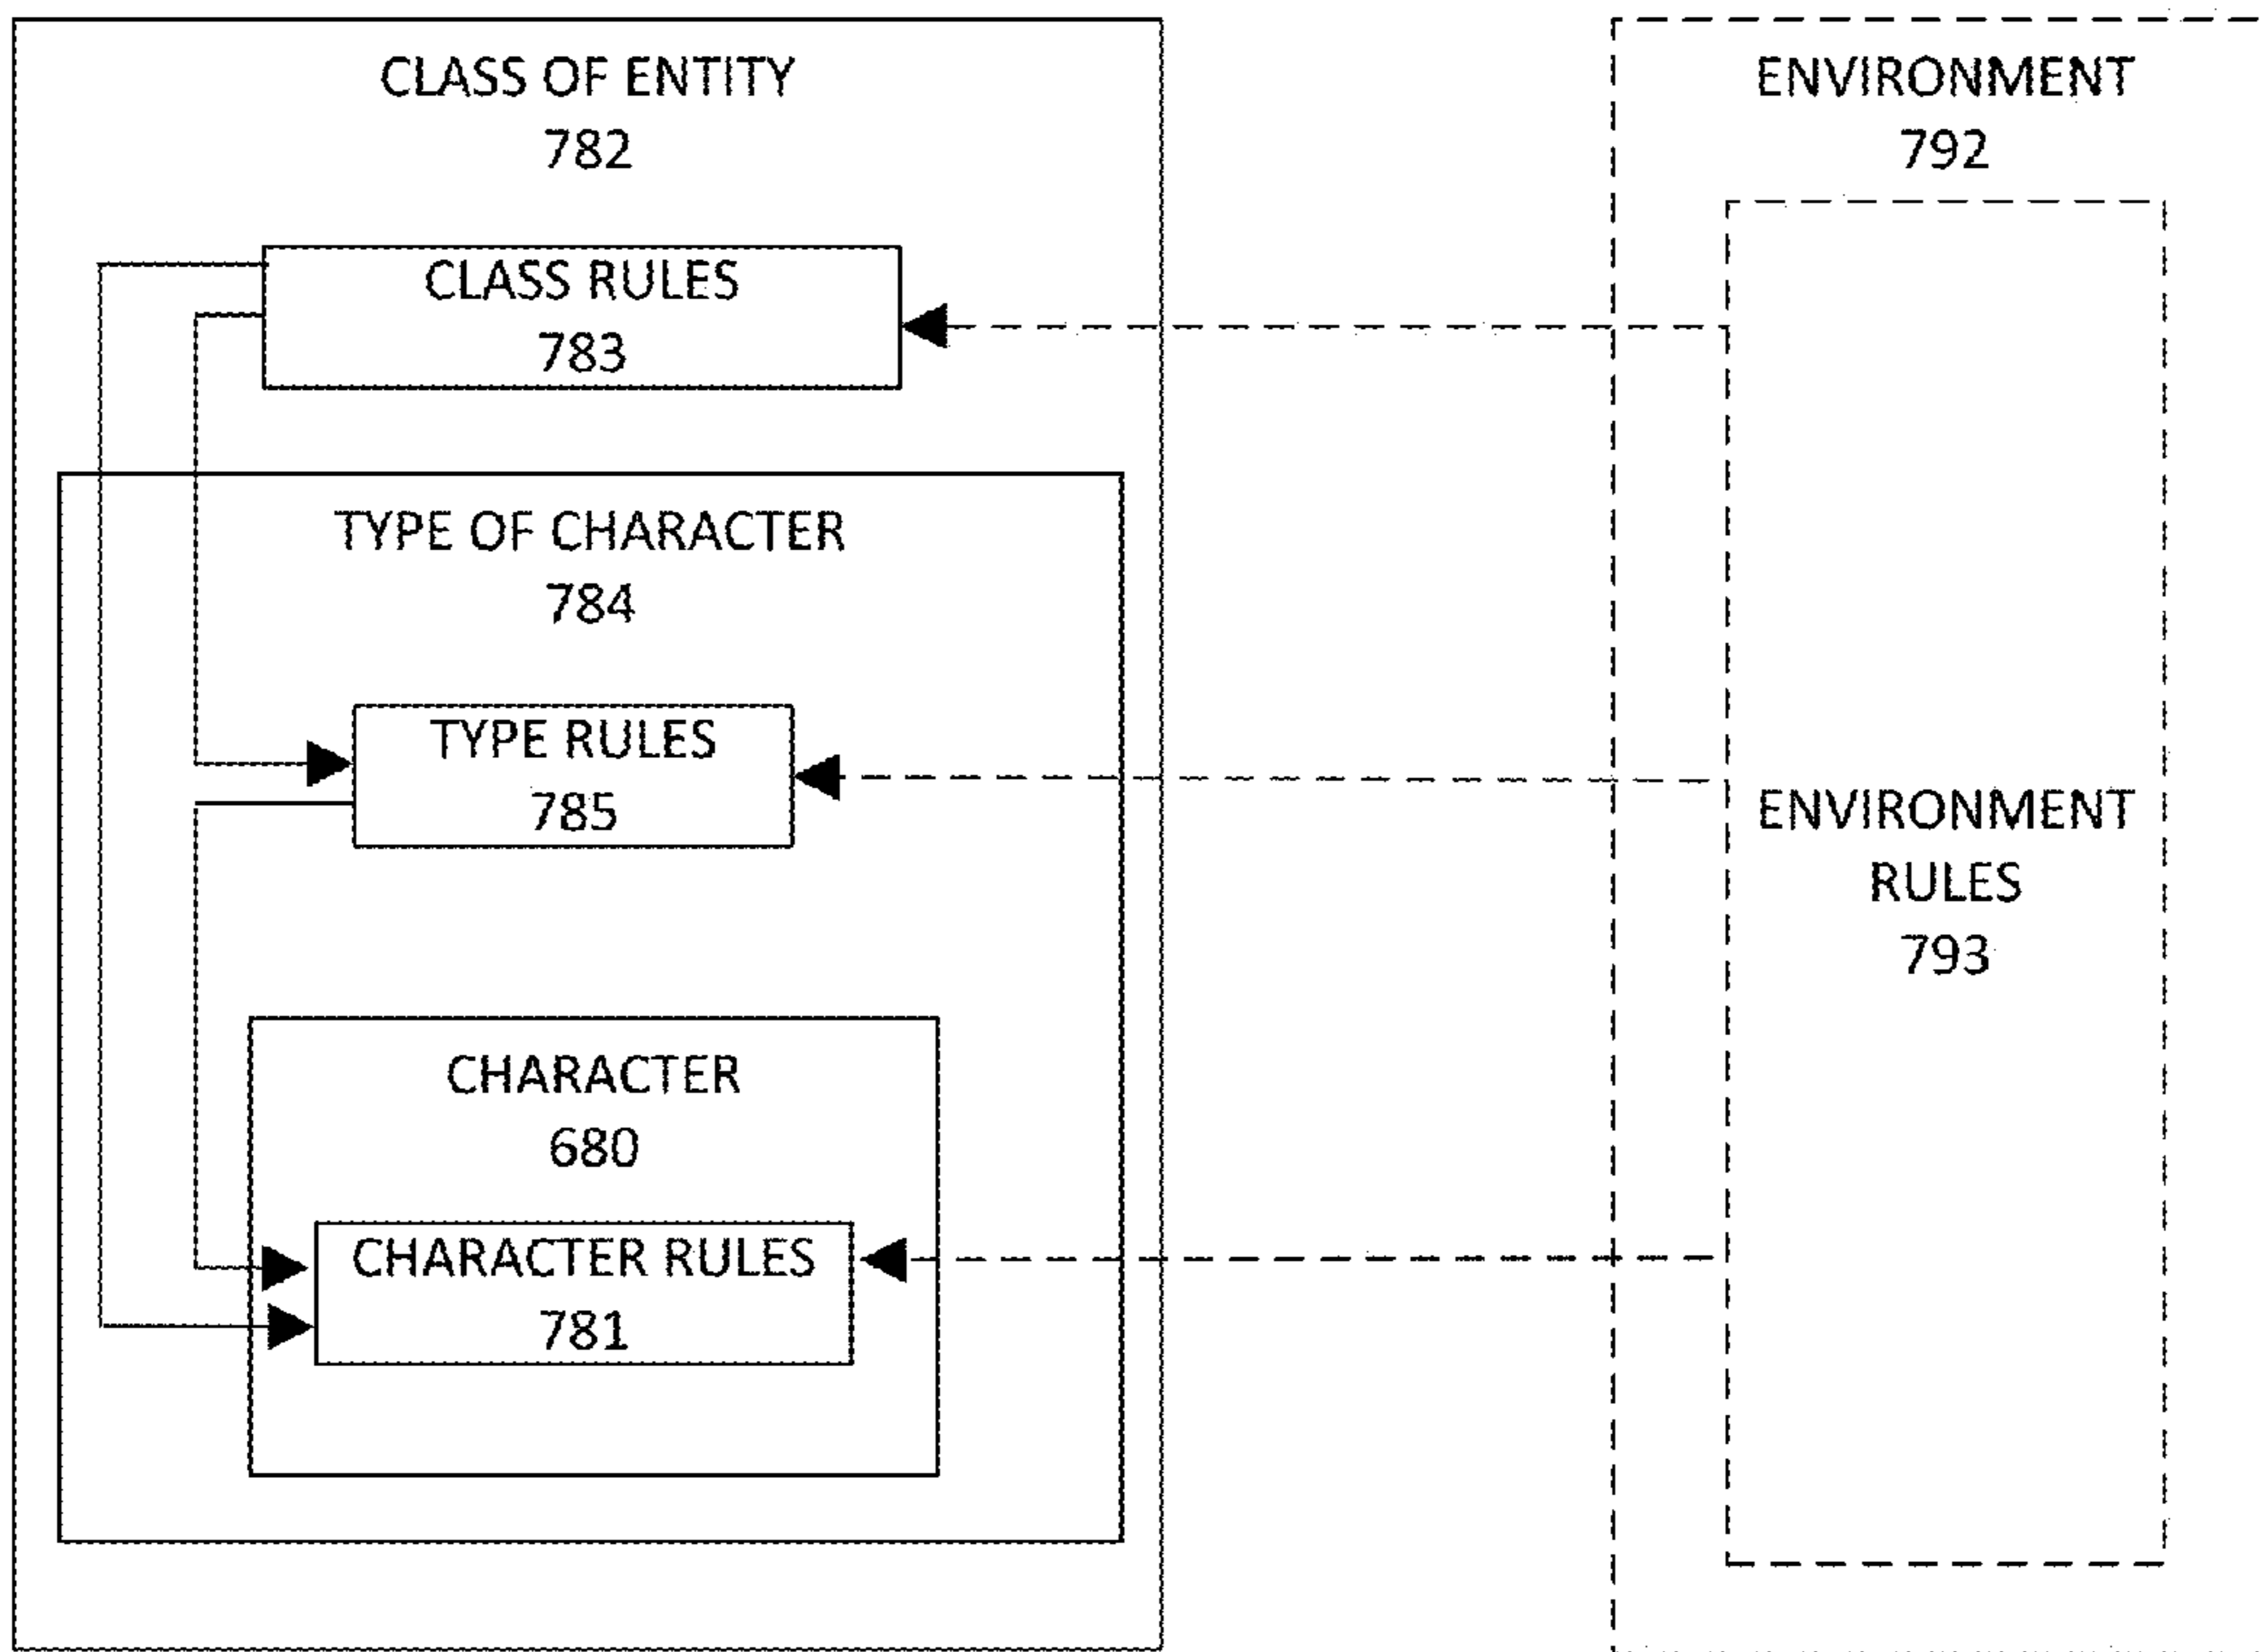 CLASS OF ENTITY
782
CLASS RULES
783
TYPE OF CHARACTER
784
TYPE RULES
785
CHARACTER
680
CHARACTER RULES
781
ENVIRONMENT
792
ENVIRONMENT
RULES
793